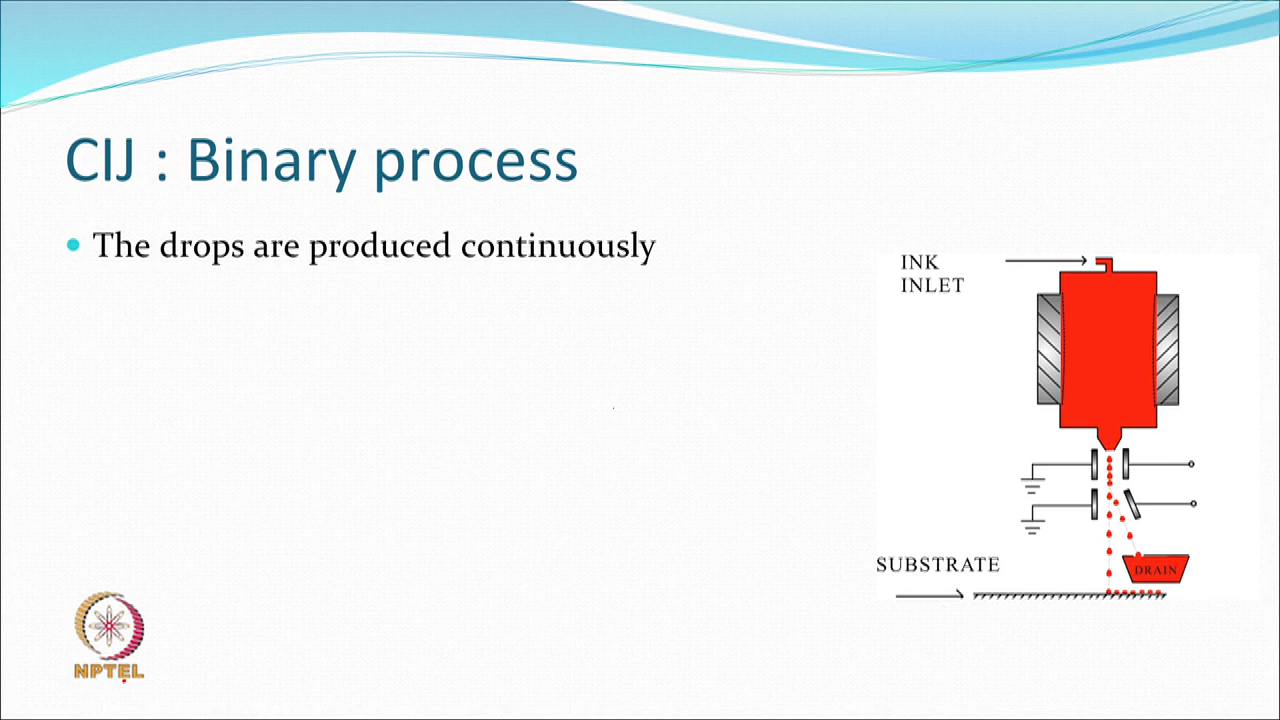 CIJ : Binary process
The drops are produced continuously
INK
INLET
SUBSTRATE
DRAIN
NPTEL